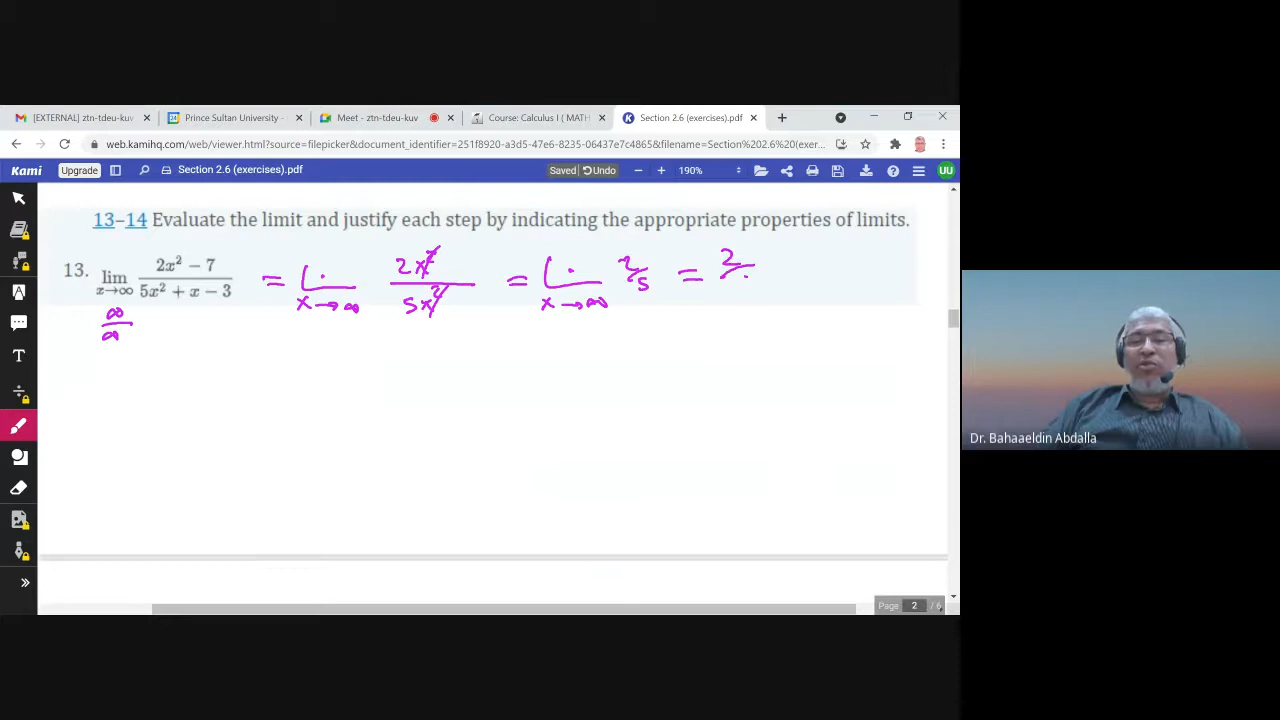 [EXTERNAL] ztn-tdeu-kuv
Prince Sultan University -
Meet - ztn-tdeu-kuv
Course: Calculus I ( MATH
Section 2.6 (exercises).pdf
web.kamihq.com/web/viewer.html?source=filepicker&document_identifier=251f8920-a3d5-47e6-8235-06437e7c4865&filename=Section%202.6%20(exer...
Kami Upgrade Section 2.6 (exercises).pdf Saved Undo 190% UU
13–14 Evaluate the limit and justify each step by indicating the appropriate properties of limits.
13. lim x→∞ (2x² − 7)/(5x² + x − 3) = Lim x→∞ 2x²/5x² = Lim x→∞ 2/5 = 2/
∞/∞
Dr. Bahaaeldin Abdalla
Page 2 / 6